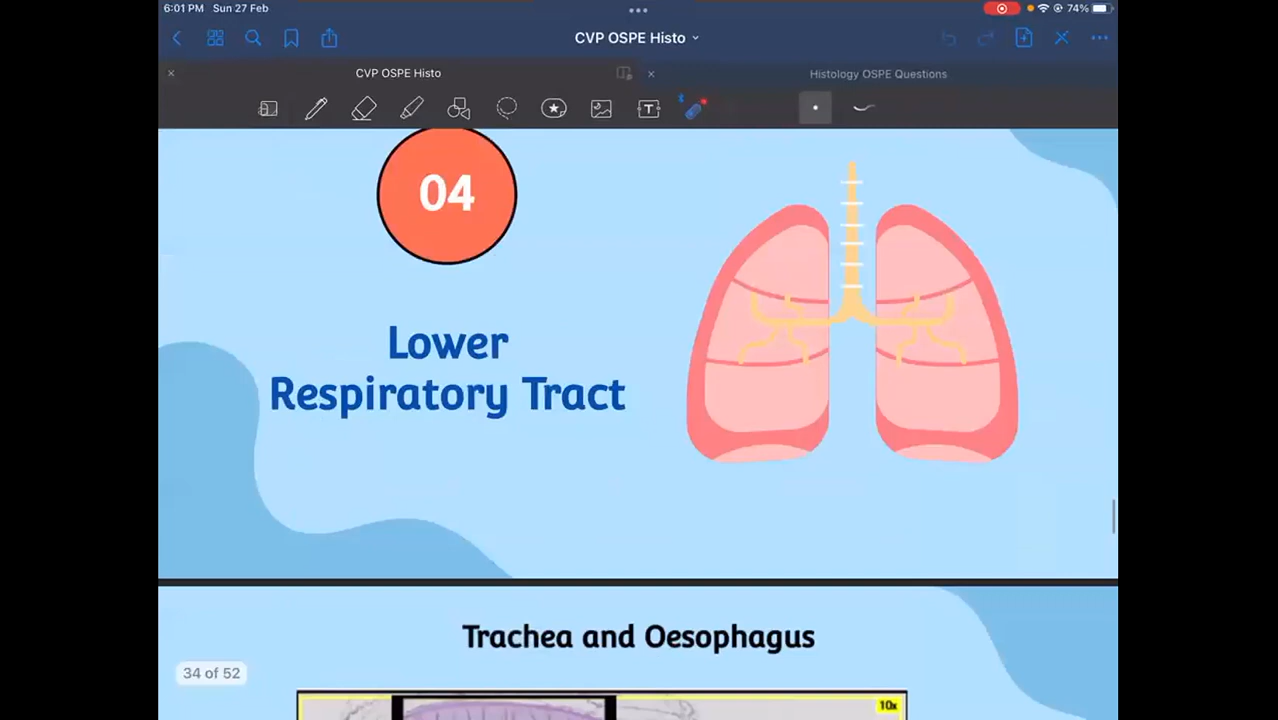 6:01 PM Sun 27 Feb
74%
CVP OSPE Histo
CVP OSPE Histo
Histology OSPE Questions
T
04
Lower
Respiratory Tract
Trachea and Oesophagus
34 of 52
10x